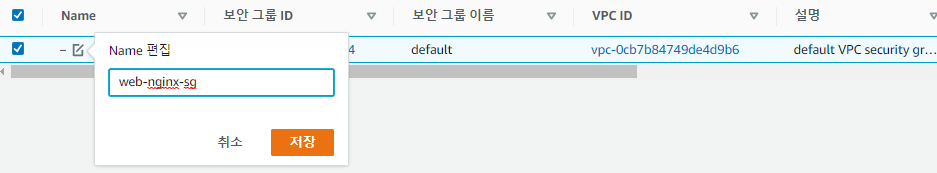 Name 보안 그룹 ID 보안 그룹 이름 VPC ID 설명
– 4 default vpc-0cb7b84749de4d9b6 default VPC security gr…
Name 편집
web-nginx-sg
취소 저장